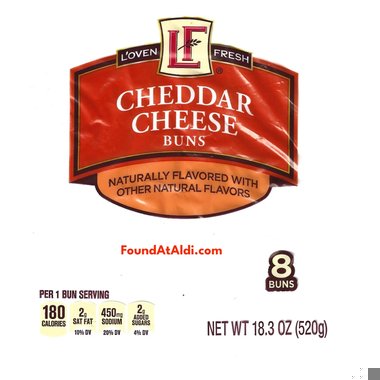 LF
L'OVEN FRESH
®
CHEDDAR
CHEESE
BUNS
NATURALLY FLAVORED WITH
OTHER NATURAL FLAVORS
FoundAtAldi.com
8
BUNS
PER 1 BUN SERVING
180 CALORIES
2g SAT FAT 10% DV
450mg SODIUM 20% DV
2g ADDED SUGARS 4% DV
NET WT 18.3 OZ (520g)